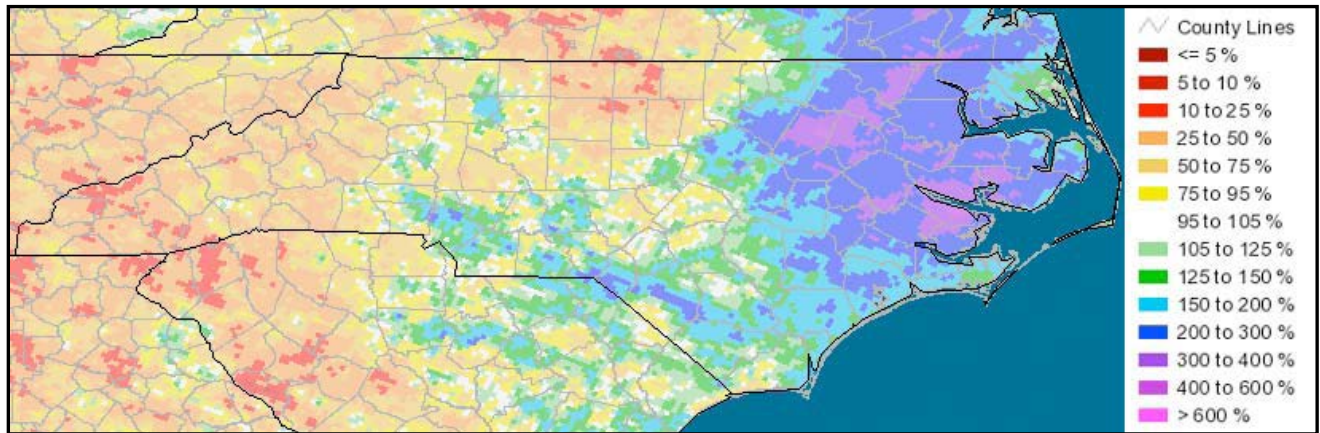 County Lines
<= 5 %
5 to 10 %
10 to 25 %
25 to 50 %
50 to 75 %
75 to 95 %
95 to 105 %
105 to 125 %
125 to 150 %
150 to 200 %
200 to 300 %
300 to 400 %
400 to 600 %
> 600 %